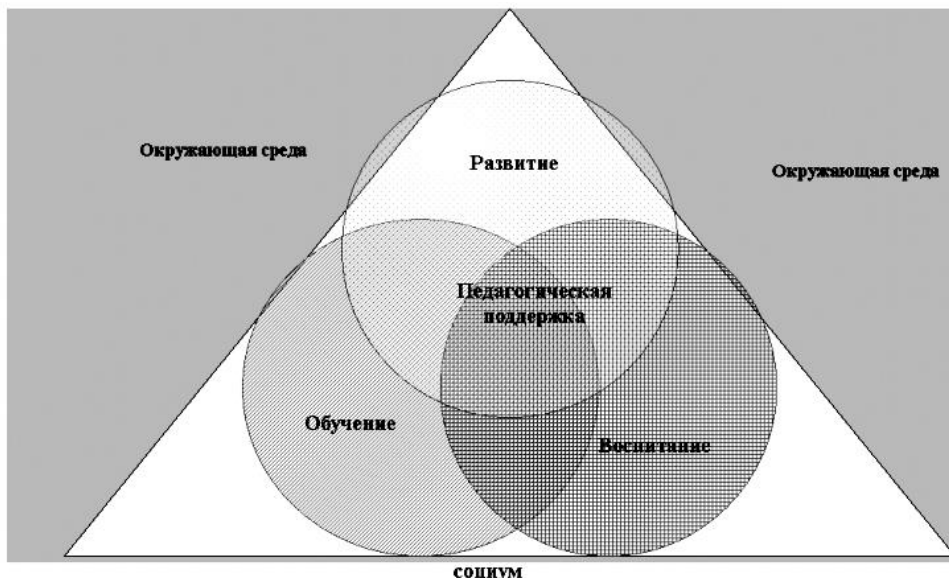 Окружающая среда
Развитие
Окружающая среда
Педагогическая
поддержка
Обучение
Воспитание
социум